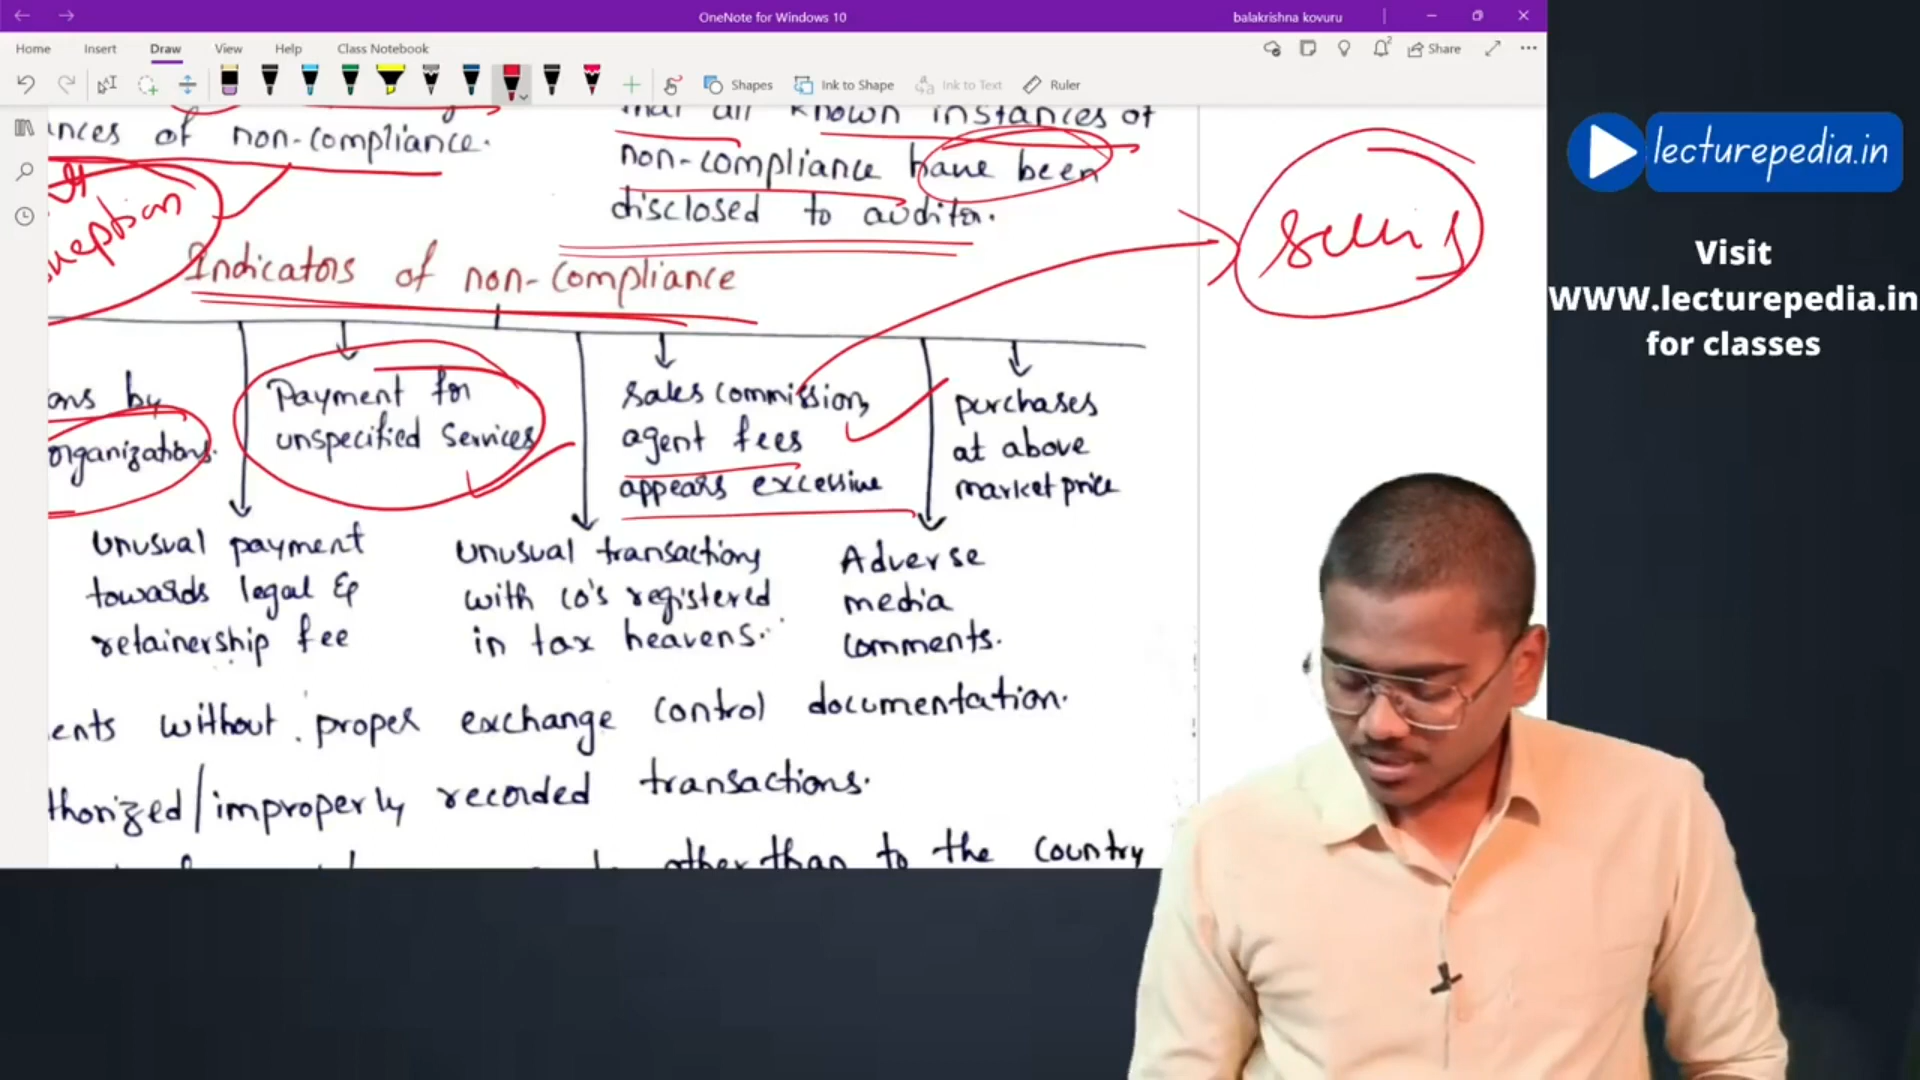 OneNote for Windows 10
balakrishna kovuru
Home Insert Draw View Help Class Notebook
Share
Shapes Ink to Shape Ink to Text Ruler
that all known instances of
ances of non-compliance.
non-compliance have been
disclosed to auditor.
Indicators of non-compliance
ons by
organizations.
Payment for
unspecified services
sales commission,
agent fees
appears excessive
purchases
at above
market price
unusual payment
towards legal &
retainership fee
unusual transactions
with co's registered
in tax heavens.
Adverse
media
comments.
ents without proper exchange control documentation.
thorized/improperly recorded transactions.
other than to the country
lecturepedia.in
Visit
WWW.lecturepedia.in
for classes